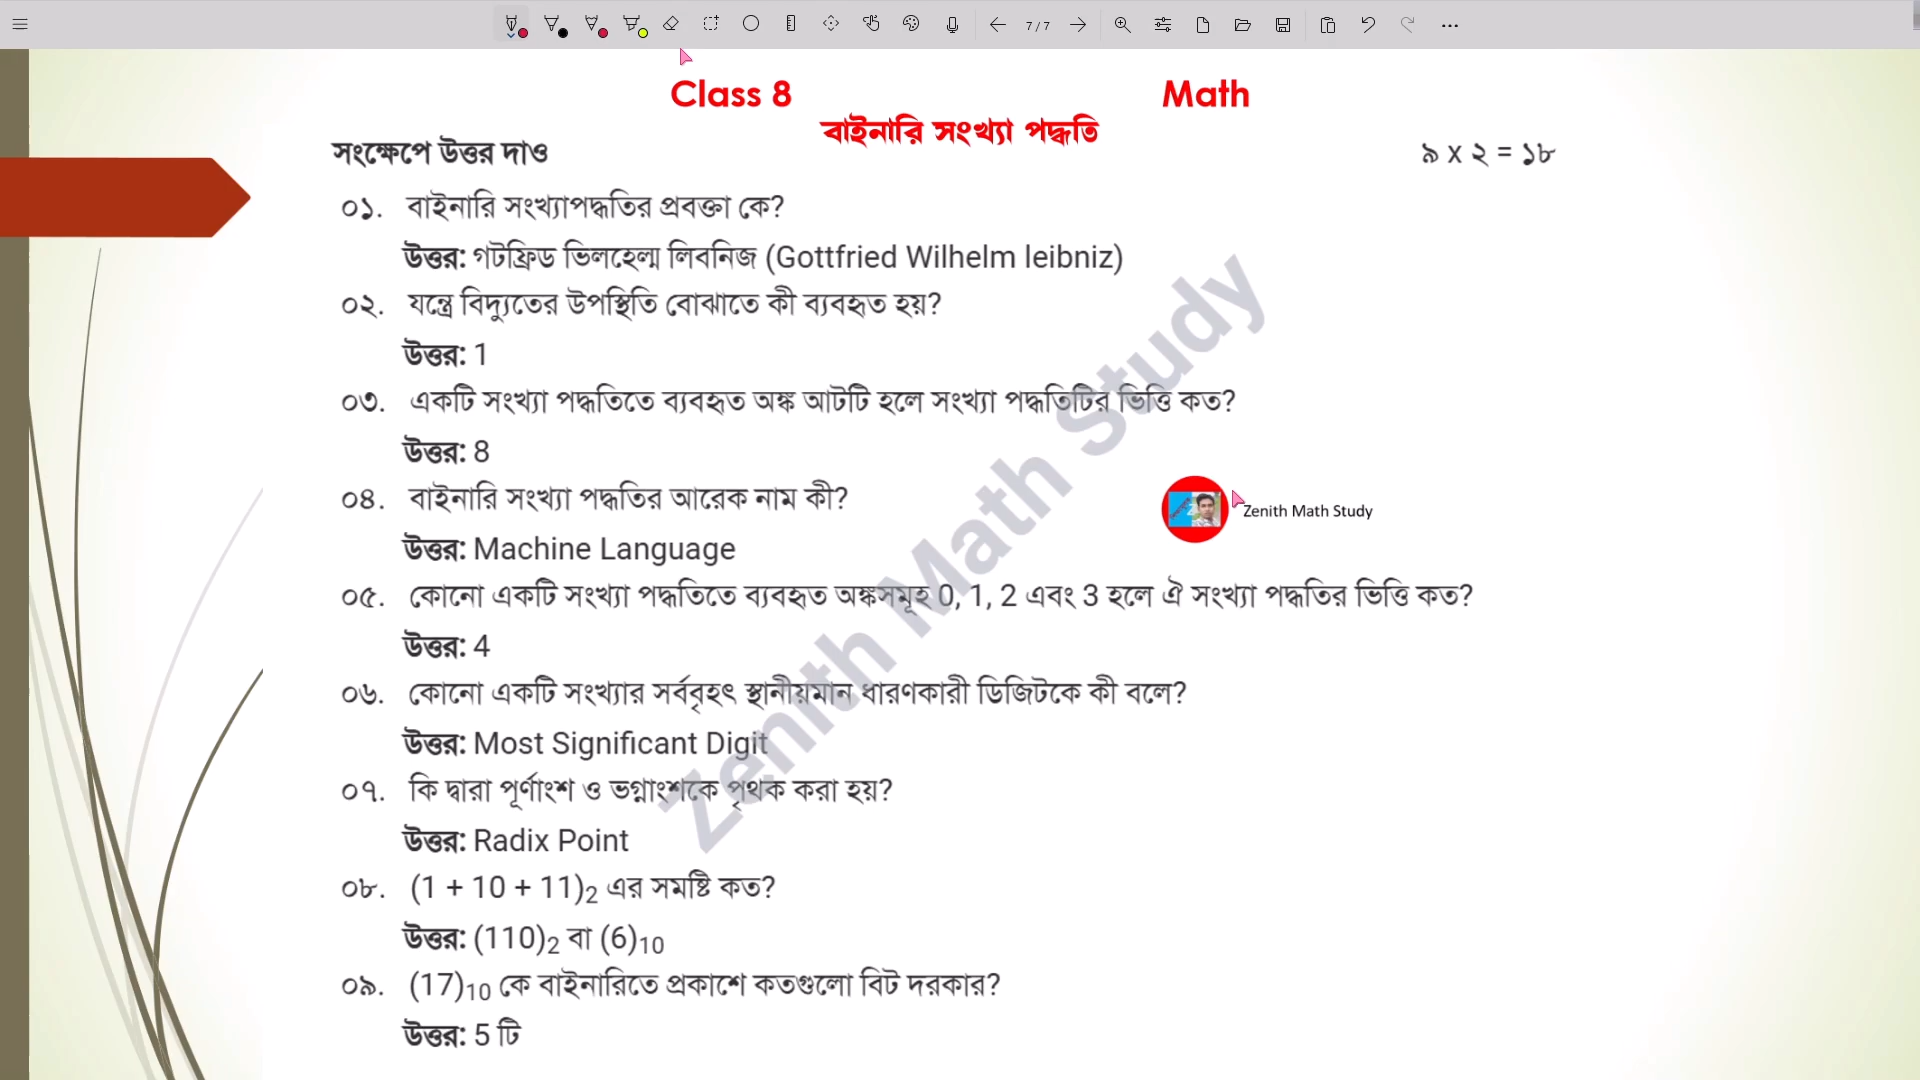 7/7
Class 8 Math
বাইনারি সংখ্যা পদ্ধতি
সংক্ষেপে উত্তর দাও ৯ x ২ = ১৮
০১. বাইনারি সংখ্যাপদ্ধতির প্রবক্তা কে?
উত্তর: গটফ্রিড ভিলহেল্ম লিবনিজ (Gottfried Wilhelm leibniz)
০২. যন্ত্রে বিদ্যুতের উপস্থিতি বোঝাতে কী ব্যবহৃত হয়?
উত্তর: 1
০৩. একটি সংখ্যা পদ্ধতিতে ব্যবহৃত অঙ্ক আটটি হলে সংখ্যা পদ্ধতিটির ভিত্তি কত?
উত্তর: 8
০৪. বাইনারি সংখ্যা পদ্ধতির আরেক নাম কী?
Zenith Math Study
উত্তর: Machine Language
০৫. কোনো একটি সংখ্যা পদ্ধতিতে ব্যবহৃত অঙ্কসমূহ 0, 1, 2 এবং 3 হলে ঐ সংখ্যা পদ্ধতির ভিত্তি কত?
উত্তর: 4
০৬. কোনো একটি সংখ্যার সর্ববৃহৎ স্থানীয়মান ধারণকারী ডিজিটকে কী বলে?
উত্তর: Most Significant Digit
০৭. কি দ্বারা পূর্ণাংশ ও ভগ্নাংশকে পৃথক করা হয়?
উত্তর: Radix Point
০৮. (1 + 10 + 11)₂ এর সমষ্টি কত?
উত্তর: (110)₂ বা (6)₁₀
০৯. (17)₁₀ কে বাইনারিতে প্রকাশে কতগুলো বিট দরকার?
উত্তর: 5 টি
Zenith Math Study